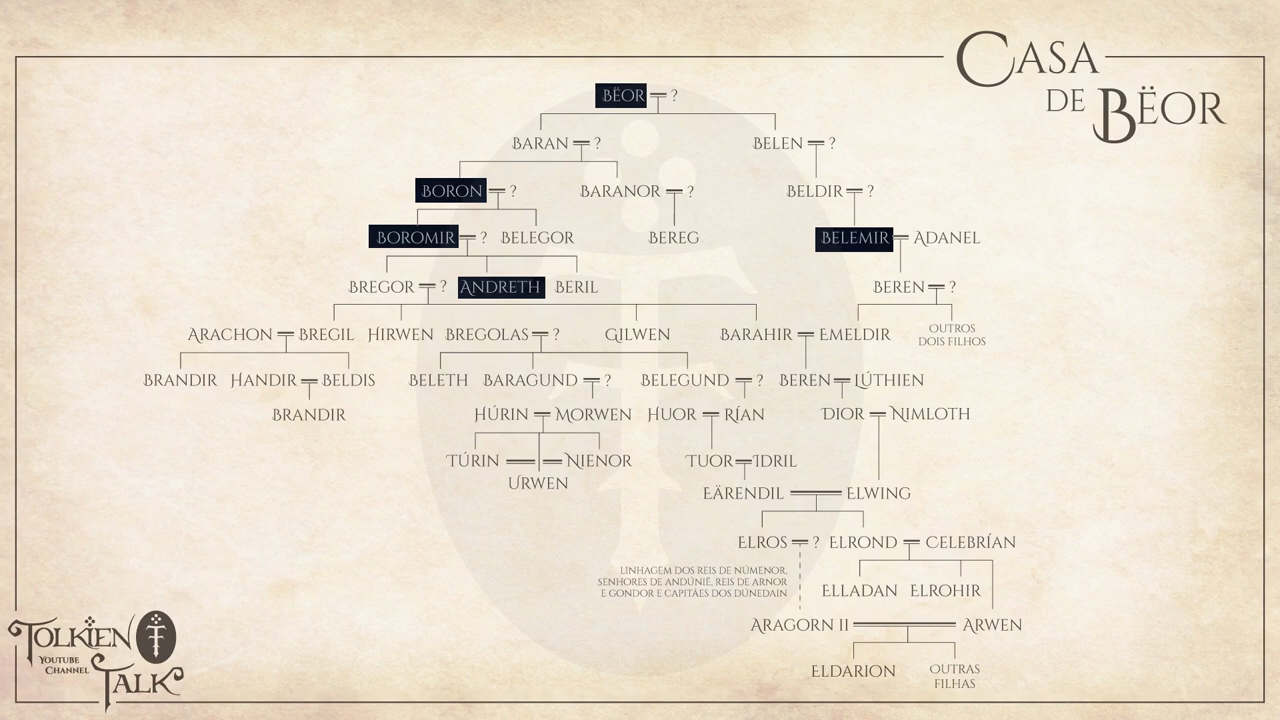 CASA
DE BËOR
BËOR ?
BARAN ? BELEN ?
BORON ? BARANOR ? BELDIR ?
BOROMIR ? BELEGOR BEREG BELEMIR ADANEL
BREGOR ? ANDRETH BERIL BEREN ?
ARACHON BREGIL HIRWEN BREGOLAS ? GILWEN BARAHIR EMELDIR OUTROS
DOIS FILHOS
BRANDIR HANDIR BELDIS BELETH BARAGUND ? BELEGUND ? BEREN LÚTHIEN
BRANDIR HÚRIN MORWEN HUOR RÍAN DIOR NIMLOTH
TÚRIN NIENOR TUOR IDRIL
URWEN
EÄRENDIL ELWING
ELROS ? ELROND CELEBRÍAN
LINHAGEM DOS REIS DE NÚMENOR,
SENHORES DE ANDÚNIË, REIS DE ARNOR
E GONDOR E CAPITÃES DOS DÚNEDAIN
ELLADAN ELROHIR
ARAGORN II ARWEN
ELDARION OUTRAS
FILHAS
TOLKIEN
YOUTUBE
CHANNEL
TALK